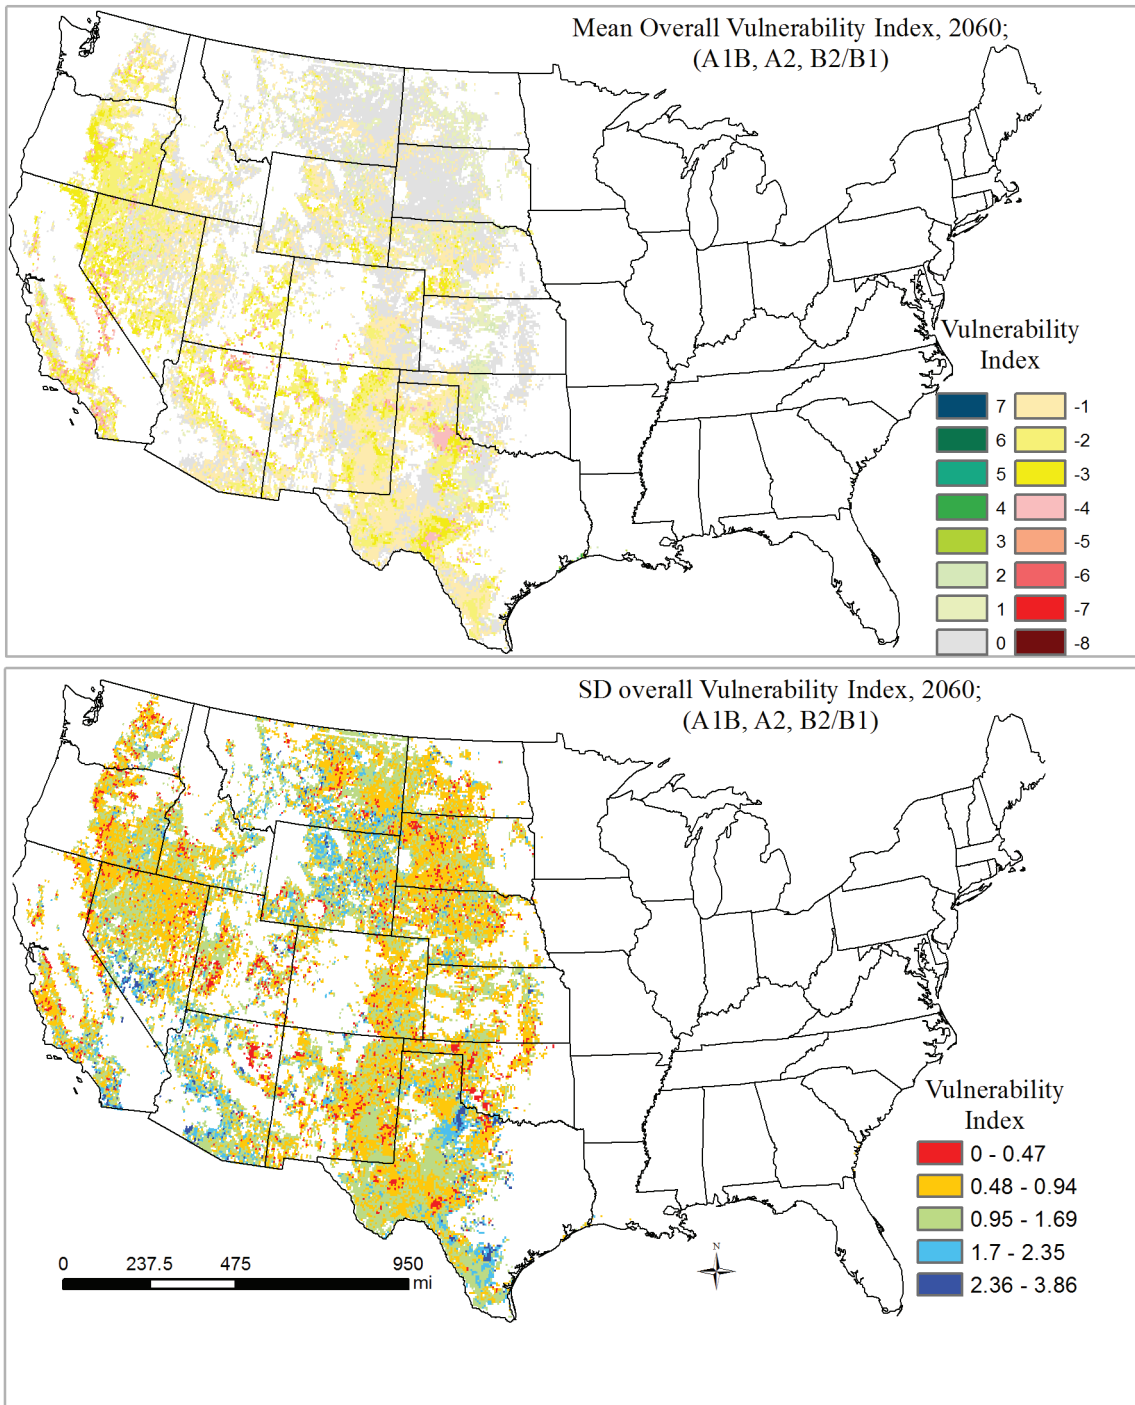 Mean Overall Vulnerability Index, 2060;
(A1B, A2, B2/B1)
Vulnerability
Index
7 -1
6 -2
5 -3
4 -4
3 -5
2 -6
1 -7
0 -8
SD overall Vulnerability Index, 2060;
(A1B, A2, B2/B1)
Vulnerability
Index
0 - 0.47
0.48 - 0.94
0.95 - 1.69
1.7 - 2.35
2.36 - 3.86
N
0 237.5 475 950
mi